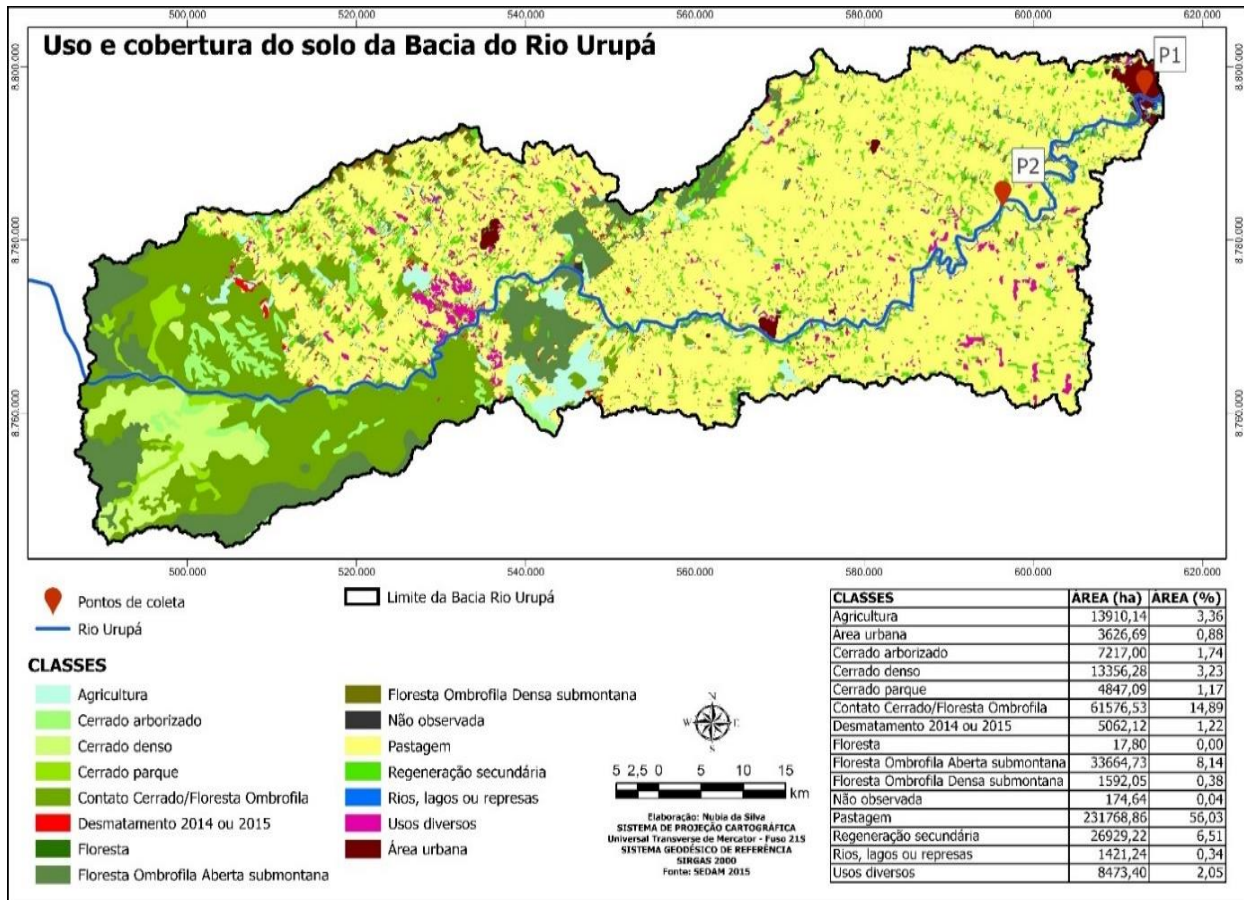 500.000 520.000 540.000 560.000 580.000 600.000 620.000
Uso e cobertura do solo da Bacia do Rio Urupá
8.800.000
8.780.000
8.760.000
8.800.000
8.780.000
8.760.000
P1
P2
500.000 520.000 540.000 560.000 580.000 600.000 620.000
Pontos de coleta
Rio Urupá
Limite da Bacia Rio Urupá
CLASSES
Agricultura
Cerrado arborizado
Cerrado denso
Cerrado parque
Contato Cerrado/Floresta Ombrofila
Desmatamento 2014 ou 2015
Floresta
Floresta Ombrofila Aberta submontana
Floresta Ombrofila Densa submontana
Não observada
Pastagem
Regeneração secundária
Rios, lagos ou represas
Usos diversos
Área urbana
N
W E
S
5 2,5 0 5 10 15
km
Elaboração: Nubia da Silva
SISTEMA DE PROJEÇÃO CARTOGRÁFICA
Universal Transverse de Mercator - Fuso 21S
SISTEMA GEODÉSICO DE REFERÊNCIA
SIRGAS 2000
Fonte: SEDAM 2015
CLASSES ÁREA (ha) ÁREA (%)
Agricultura 13910,14 3,36
Area urbana 3626,69 0,88
Cerrado arborizado 7217,00 1,74
Cerrado denso 13356,28 3,23
Cerrado parque 4847,09 1,17
Contato Cerrado/Floresta Ombrofila 61576,53 14,89
Desmatamento 2014 ou 2015 5062,12 1,22
Floresta 17,80 0,00
Floresta Ombrofila Aberta submontana 33664,73 8,14
Floresta Ombrofila Densa submontana 1592,05 0,38
Não observada 174,64 0,04
Pastagem 231768,86 56,03
Regeneração secundária 26929,22 6,51
Rios, lagos ou represas 1421,24 0,34
Usos diversos 8473,40 2,05